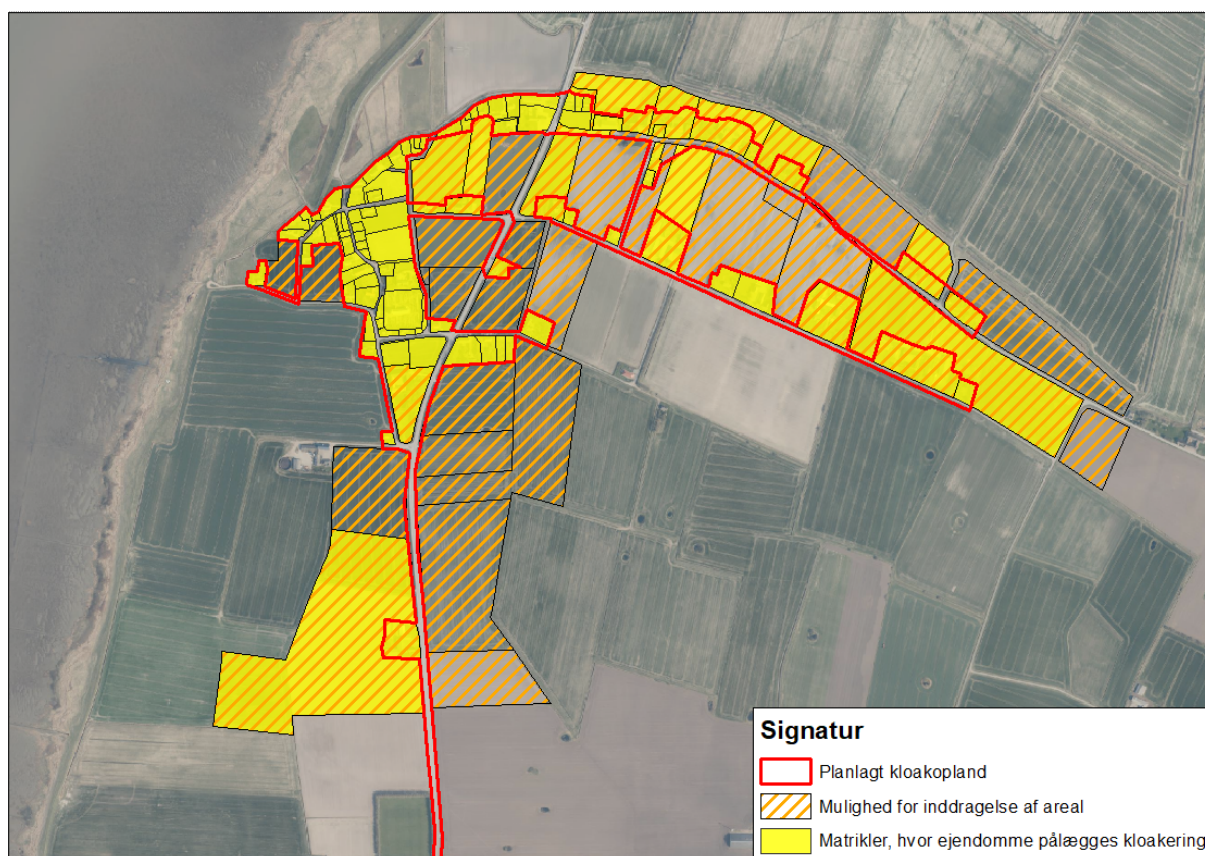 Signatur
Planlagt kloakopland
Mulighed for inddragelse af areal
Matrikler, hvor ejendomme pålægges kloakering